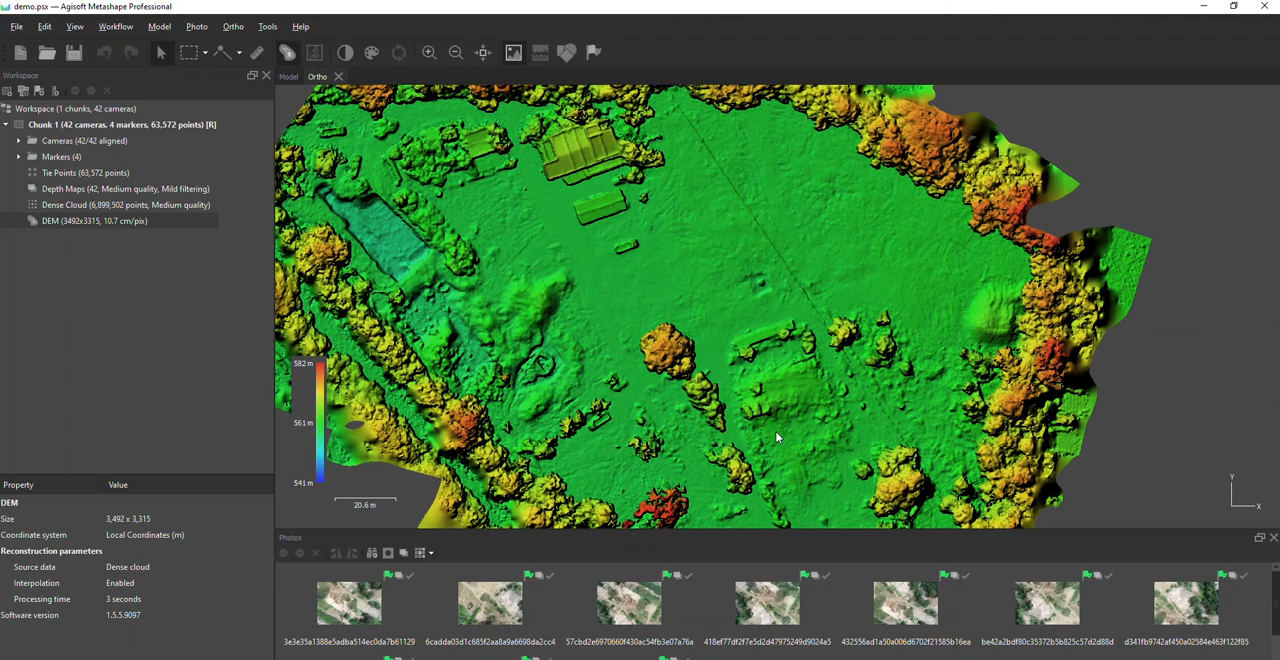 demo.psx — Agisoft Metashape Professional
File Edit View Workflow Model Photo Ortho Tools Help
Workspace
Model Ortho
Workspace (1 chunks, 42 cameras)
Chunk 1 (42 cameras, 4 markers, 63,572 points) [R]
Cameras (42/42 aligned)
Markers (4)
Tie Points (63,572 points)
Depth Maps (42, Medium quality, Mild filtering)
Dense Cloud (6,899,502 points, Medium quality)
DEM (3492x3315, 10.7 cm/pix)
582 m
561 m
541 m
20.6 m
Y
X
Property Value
DEM
Size 3,492 x 3,315
Coordinate system Local Coordinates (m)
Reconstruction parameters
Source data Dense cloud
Interpolation Enabled
Processing time 3 seconds
Software version 1.5.5.9097
Photos
3e3e35a1388e5adba514ec0da7b61129 6cadda03d1c685f2aa8a9a6698da2cc4 57cbd2e6970660f430ac54fb3e07a76a 418ef77df2f7e5d2d47975249d9024a5 432556ad1a50a006d6702f21585b16ea be42a2bdf80c35372b5b825c57d2d88d d341fb9742af450a02584e463f122f85